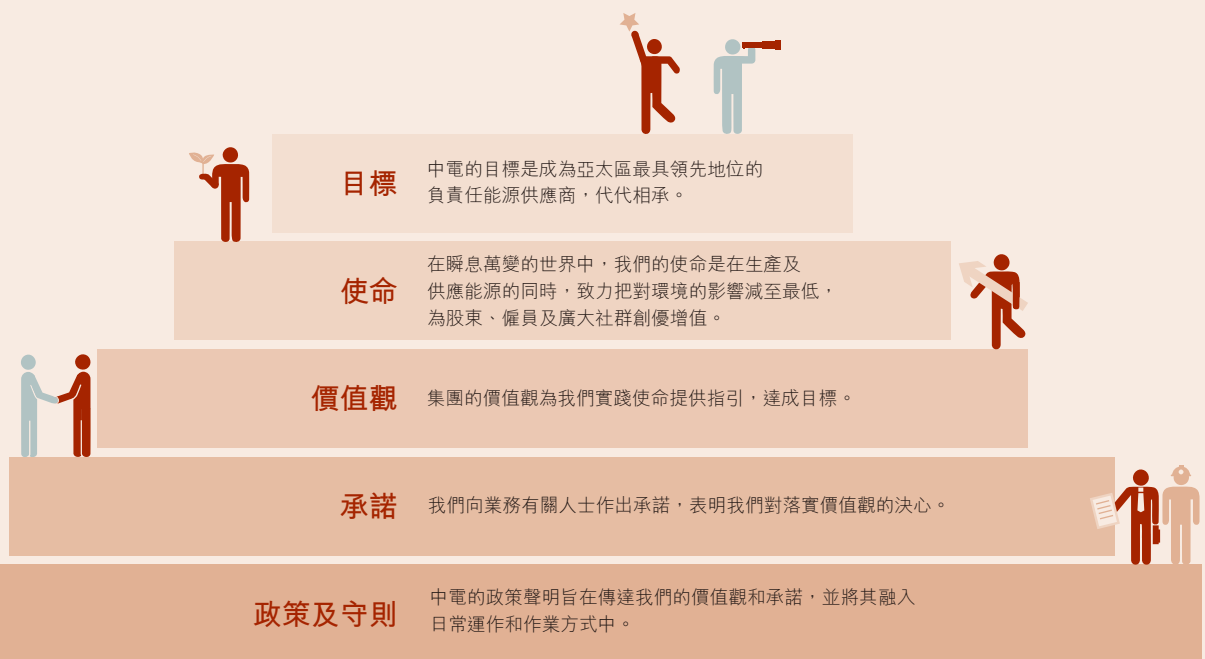 目標
中電的目標是成為亞太區最具領先地位的
負責任能源供應商，代代相承。
使命
在瞬息萬變的世界中，我們的使命是在生產及
供應能源的同時，致力把對環境的影響減至最低，
為股東、僱員及廣大社群創優增值。
價值觀
集團的價值觀為我們實踐使命提供指引，達成目標。
承諾
我們向業務有關人士作出承諾，表明我們對落實價值觀的決心。
政策及守則
中電的政策聲明旨在傳達我們的價值觀和承諾，並將其融入
日常運作和作業方式中。